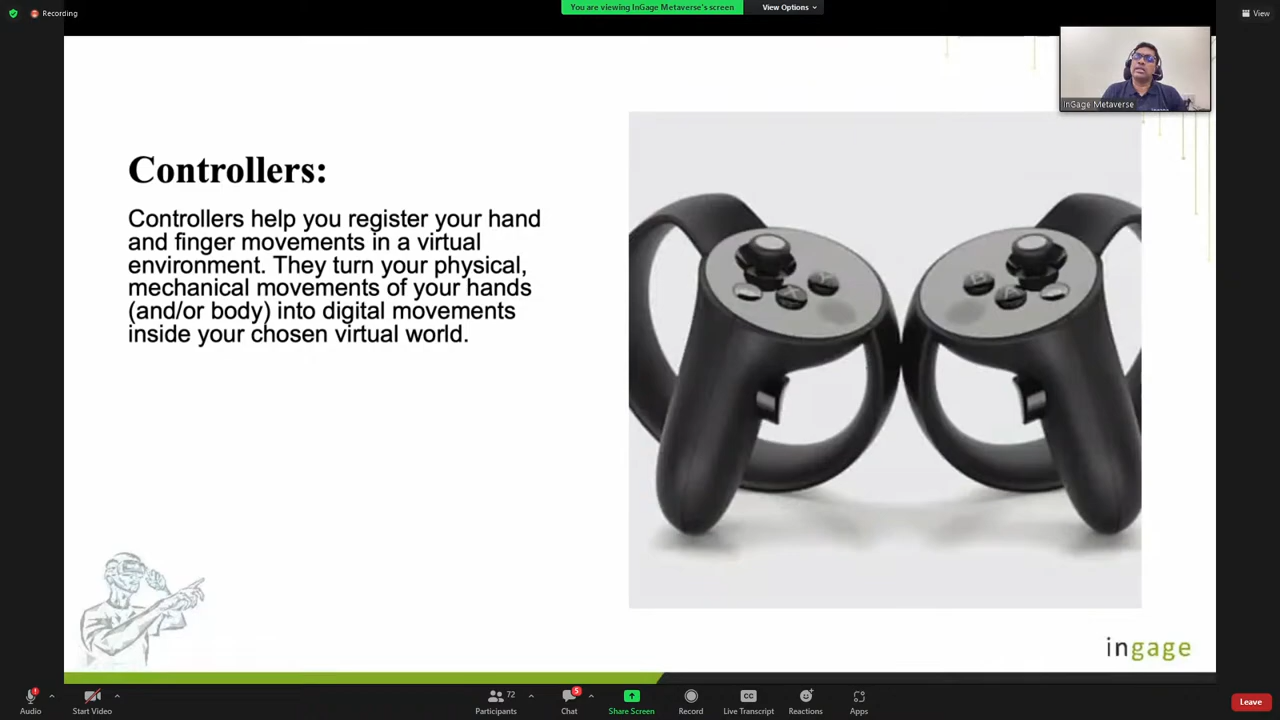 Recording
You are viewing InGage Metaverse's screen
View Options
View
InGage Metaverse
Controllers:
Controllers help you register your hand
and finger movements in a virtual
environment. They turn your physical,
mechanical movements of your hands
(and/or body) into digital movements
inside your chosen virtual world.
Y
X
B
A
ingage
Audio
Start Video
Participants
72
Chat
5
Share Screen
Record
CC
Live Transcript
Reactions
Apps
Leave